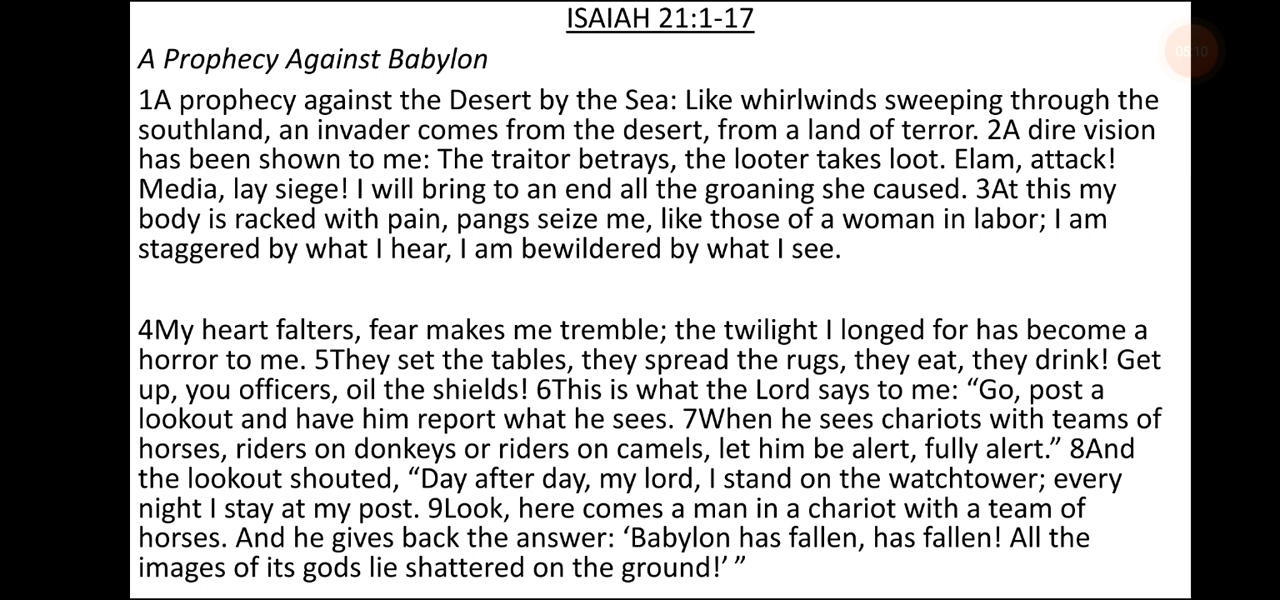 ISAIAH 21:1-17
A Prophecy Against Babylon
1A prophecy against the Desert by the Sea: Like whirlwinds sweeping through the
southland, an invader comes from the desert, from a land of terror. 2A dire vision
has been shown to me: The traitor betrays, the looter takes loot. Elam, attack!
Media, lay siege! I will bring to an end all the groaning she caused. 3At this my
body is racked with pain, pangs seize me, like those of a woman in labor; I am
staggered by what I hear, I am bewildered by what I see.
4My heart falters, fear makes me tremble; the twilight I longed for has become a
horror to me. 5They set the tables, they spread the rugs, they eat, they drink! Get
up, you officers, oil the shields! 6This is what the Lord says to me: “Go, post a
lookout and have him report what he sees. 7When he sees chariots with teams of
horses, riders on donkeys or riders on camels, let him be alert, fully alert.” 8And
the lookout shouted, “Day after day, my lord, I stand on the watchtower; every
night I stay at my post. 9Look, here comes a man in a chariot with a team of
horses. And he gives back the answer: ‘Babylon has fallen, has fallen! All the
images of its gods lie shattered on the ground!’ ”
05:10